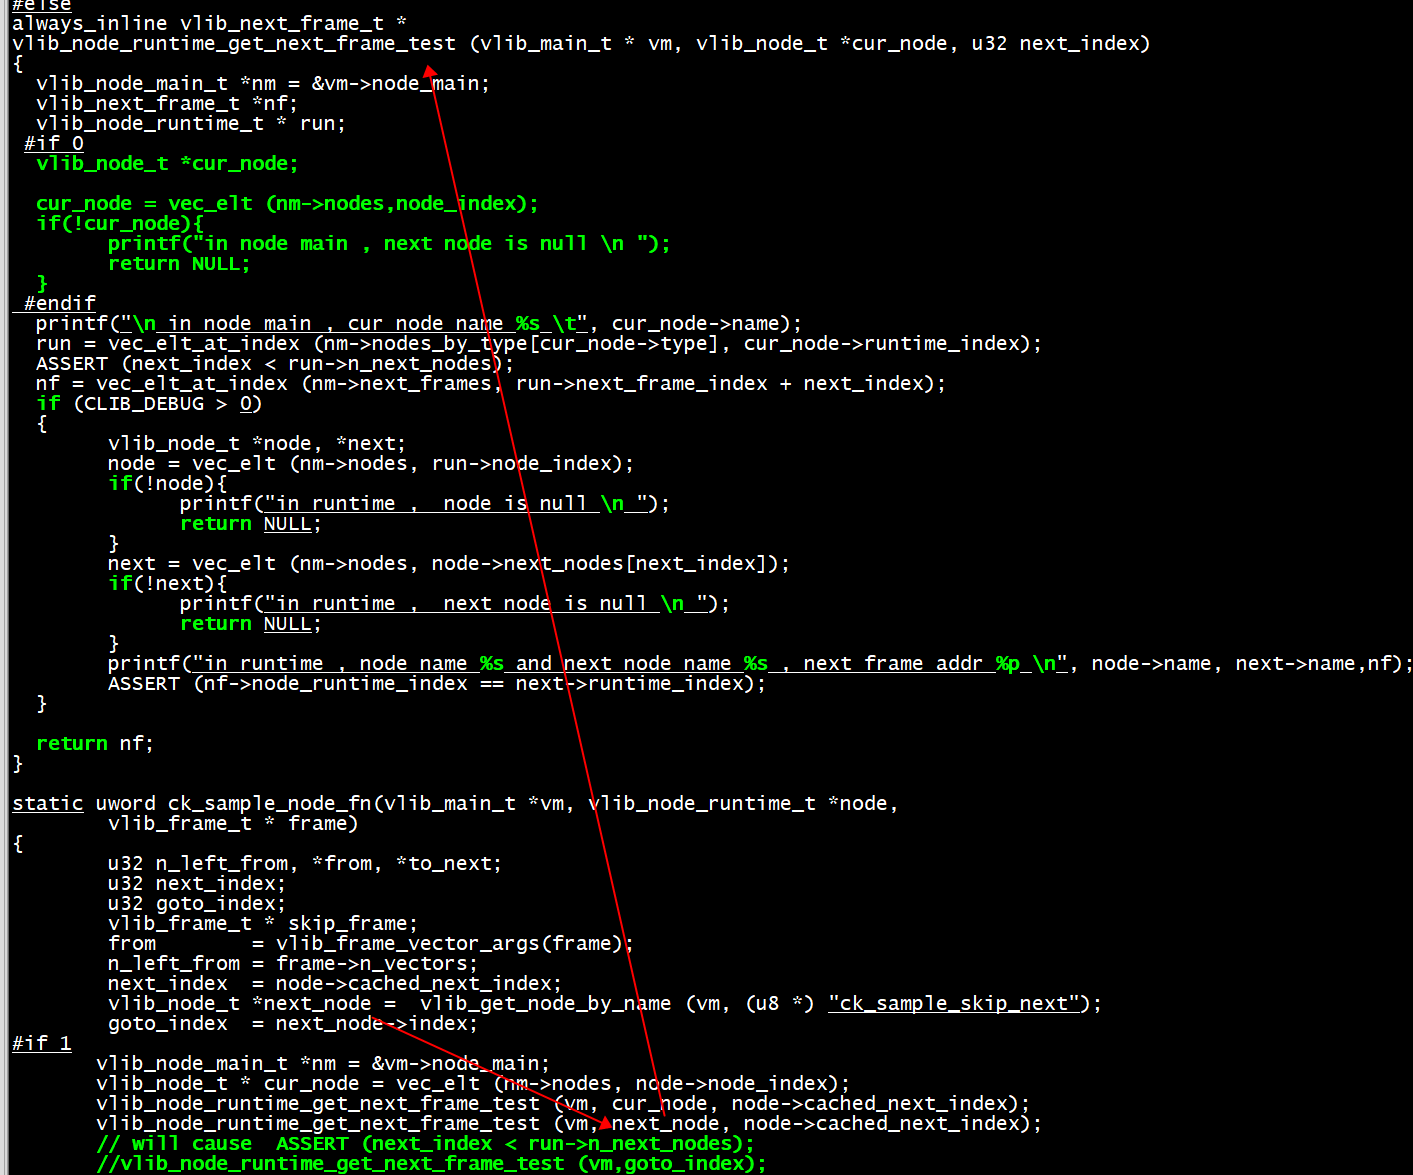 #else
always_inline vlib_next_frame_t *
vlib_node_runtime_get_next_frame_test (vlib_main_t * vm, vlib_node_t *cur_node, u32 next_index)
{
  vlib_node_main_t *nm = &vm->node_main;
  vlib_next_frame_t *nf;
  vlib_node_runtime_t * run;
 #if 0
  vlib_node_t *cur_node;
  cur_node = vec_elt (nm->nodes,node_index);
  if(!cur_node){
        printf("in node main , next node is null \n ");
        return NULL;
  }
 #endif
  printf("\n in node main , cur node name %s \t", cur_node->name);
  run = vec_elt_at_index (nm->nodes_by_type[cur_node->type], cur_node->runtime_index);
  ASSERT (next_index < run->n_next_nodes);
  nf = vec_elt_at_index (nm->next_frames, run->next_frame_index + next_index);
  if (CLIB_DEBUG > 0)
  {
        vlib_node_t *node, *next;
        node = vec_elt (nm->nodes, run->node_index);
        if(!node){
              printf("in runtime ,  node is null \n ");
              return NULL;
        }
        next = vec_elt (nm->nodes, node->next_nodes[next_index]);
        if(!next){
              printf("in runtime ,  next node is null \n ");
              return NULL;
        }
        printf("in runtime , node name %s and next node name %s , next frame addr %p \n", node->name, next->name,nf);
        ASSERT (nf->node_runtime_index == next->runtime_index);
  }
  return nf;
}
static uword ck_sample_node_fn(vlib_main_t *vm, vlib_node_runtime_t *node,
        vlib_frame_t * frame)
{
        u32 n_left_from, *from, *to_next;
        u32 next_index;
        u32 goto_index;
        vlib_frame_t * skip_frame;
        from        = vlib_frame_vector_args(frame);
        n_left_from = frame->n_vectors;
        next_index  = node->cached_next_index;
        vlib_node_t *next_node =  vlib_get_node_by_name (vm, (u8 *) "ck_sample_skip_next");
        goto_index  = next_node->index;
#if 1
       vlib_node_main_t *nm = &vm->node_main;
       vlib_node_t * cur_node = vec_elt (nm->nodes, node->node_index);
       vlib_node_runtime_get_next_frame_test (vm, cur_node, node->cached_next_index);
       vlib_node_runtime_get_next_frame_test (vm, next_node, node->cached_next_index);
       // will cause  ASSERT (next_index < run->n_next_nodes);
       //vlib_node_runtime_get_next_frame_test (vm,goto_index);